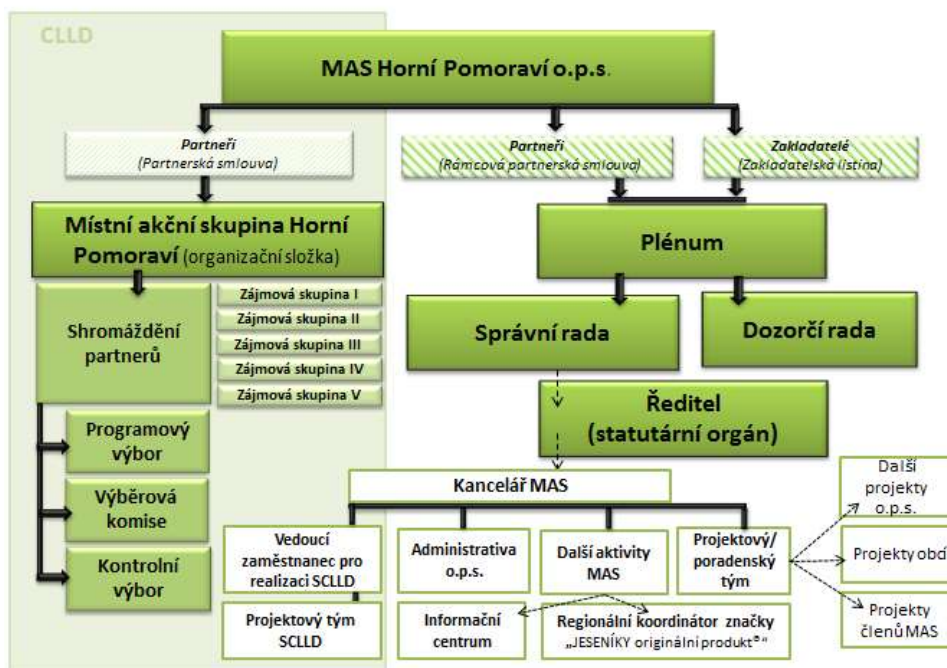 CLLD
MAS Horní Pomoraví o.p.s.
Partneři
(Partnerská smlouva)
Partneři
(Rámcová partnerská smlouva)
Zakladatelé
(Zakladatelská listina)
Místní akční skupina Horní
Pomoraví (organizační složka)
Plénum
Shromáždění
partnerů
Zájmová skupina I
Zájmová skupina II
Zájmová skupina III
Zájmová skupina IV
Zájmová skupina V
Správní rada
Dozorčí rada
Ředitel
(statutární orgán)
Programový
výbor
Výběrová
komise
Kontrolní
výbor
Kancelář MAS
Vedoucí
zaměstnanec pro
realizaci SCLLD
Administrativa
o.p.s.
Další aktivity
MAS
Projektový/
poradenský
tým
Další
projekty
o.p.s.
Projekty obcí
Projekty
členů MAS
Projektový tým
SCLLD
Informační
centrum
Regionální koordinátor značky
„JESENÍKY originální produkt®“